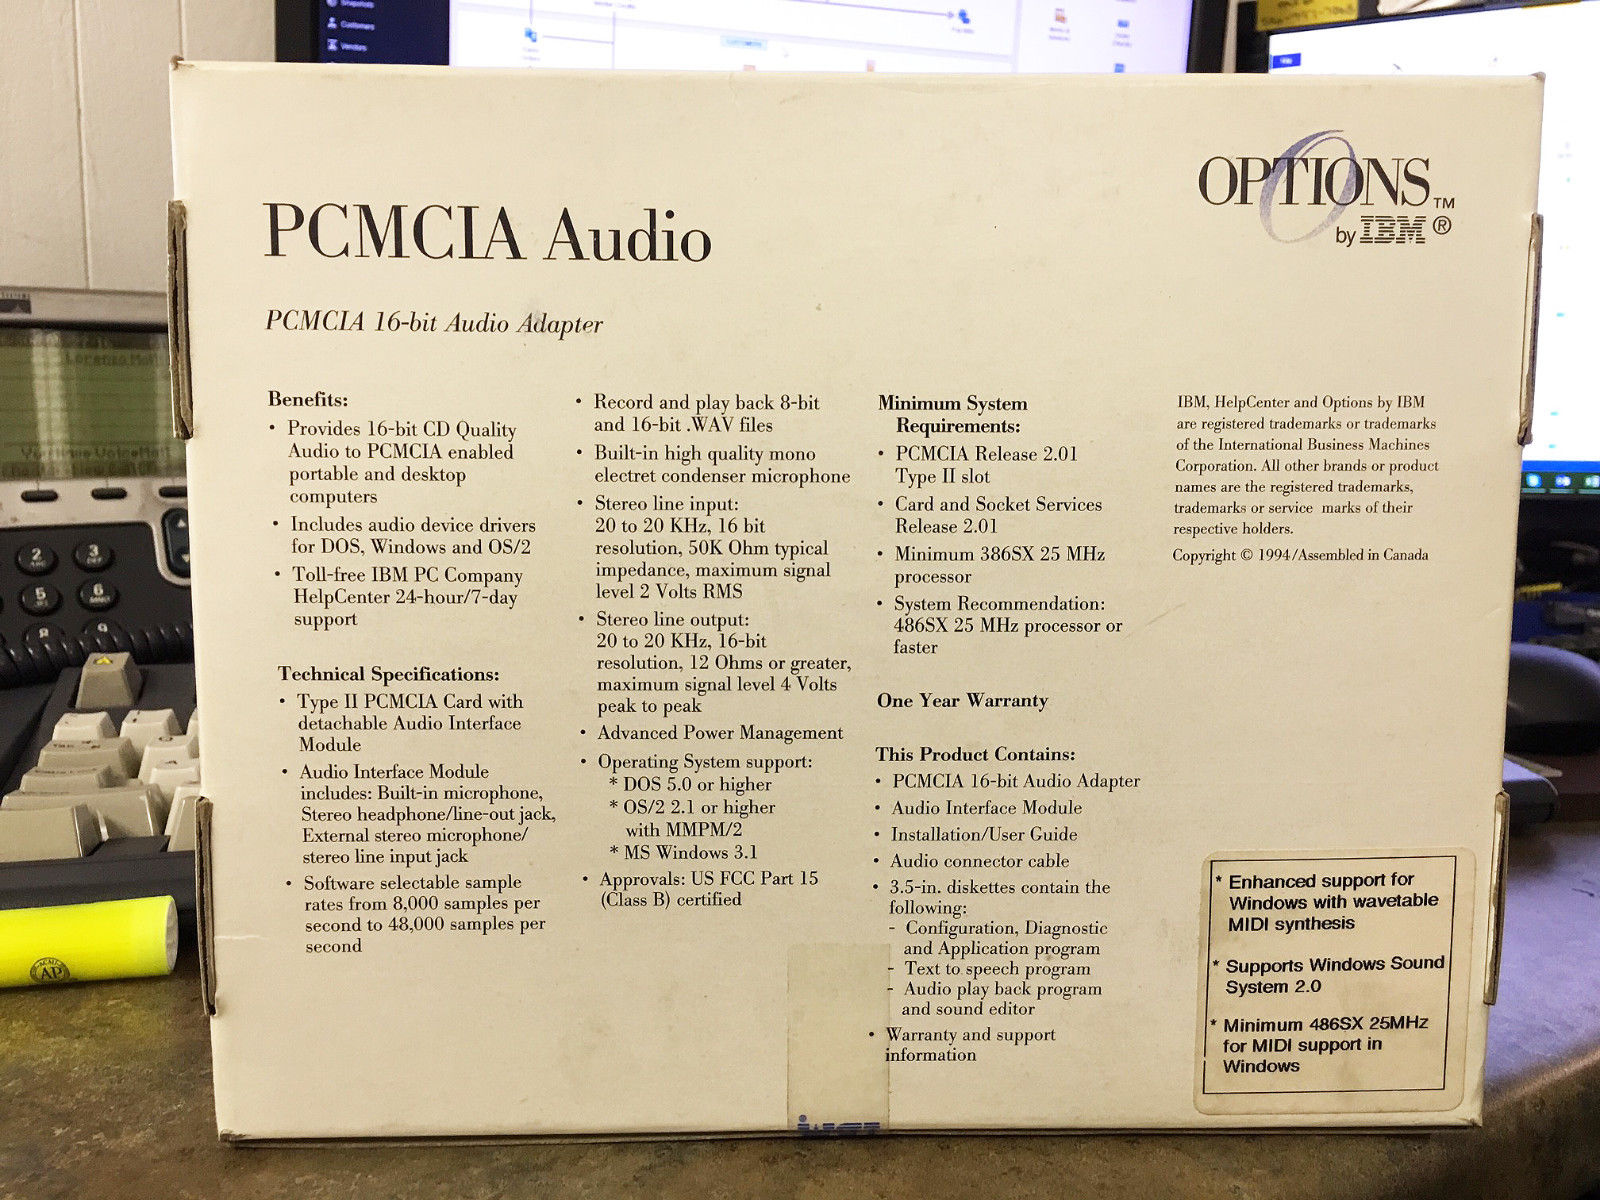 Snapshots
Customers
Vendors
OPTIONS™
by IBM®
PCMCIA Audio
PCMCIA 16-bit Audio Adapter
Benefits:
• Provides 16-bit CD Quality
Audio to PCMCIA enabled
portable and desktop
computers
• Includes audio device drivers
for DOS, Windows and OS/2
• Toll-free IBM PC Company
HelpCenter 24-hour/7-day
support
Technical Specifications:
• Type II PCMCIA Card with
detachable Audio Interface
Module
• Audio Interface Module
includes: Built-in microphone,
Stereo headphone/line-out jack,
External stereo microphone/
stereo line input jack
• Software selectable sample
rates from 8,000 samples per
second to 48,000 samples per
second
• Record and play back 8-bit
and 16-bit .WAV files
• Built-in high quality mono
electret condenser microphone
• Stereo line input:
20 to 20 KHz, 16 bit
resolution, 50K Ohm typical
impedance, maximum signal
level 2 Volts RMS
• Stereo line output:
20 to 20 KHz, 16-bit
resolution, 12 Ohms or greater,
maximum signal level 4 Volts
peak to peak
• Advanced Power Management
• Operating System support:
* DOS 5.0 or higher
* OS/2 2.1 or higher
with MMPM/2
* MS Windows 3.1
• Approvals: US FCC Part 15
(Class B) certified
Minimum System
Requirements:
• PCMCIA Release 2.01
Type II slot
• Card and Socket Services
Release 2.01
• Minimum 386SX 25 MHz
processor
• System Recommendation:
486SX 25 MHz processor or
faster
One Year Warranty
This Product Contains:
• PCMCIA 16-bit Audio Adapter
• Audio Interface Module
• Installation/User Guide
• Audio connector cable
• 3.5-in. diskettes contain the
following:
- Configuration, Diagnostic
and Application program
- Text to speech program
- Audio play back program
and sound editor
• Warranty and support
information
IBM, HelpCenter and Options by IBM
are registered trademarks or trademarks
of the International Business Machines
Corporation. All other brands or product
names are the registered trademarks,
trademarks or service marks of their
respective holders.
Copyright © 1994/Assembled in Canada
* Enhanced support for
Windows with wavetable
MIDI synthesis
* Supports Windows Sound
System 2.0
* Minimum 486SX 25MHz
for MIDI support in
Windows
2
3
5
6
8
9
AP